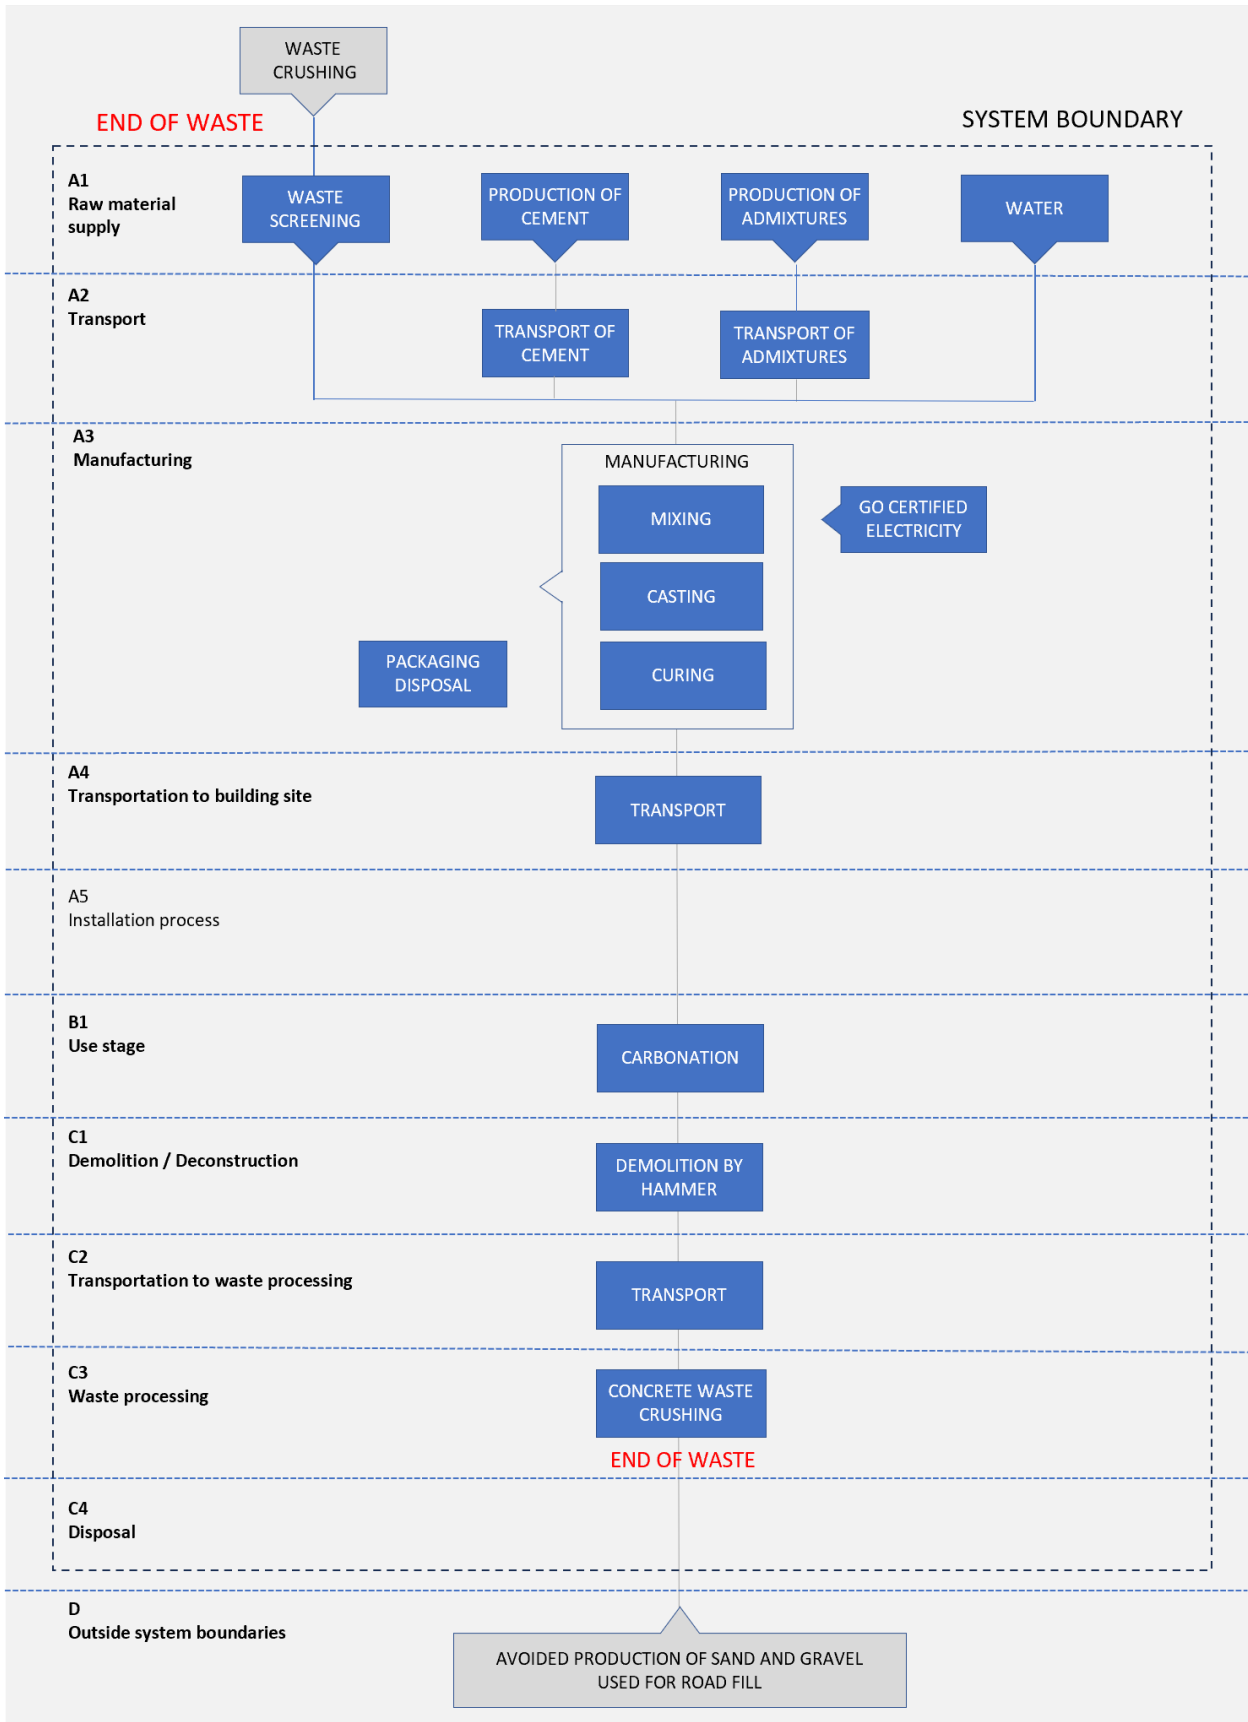 WASTE
CRUSHING
END OF WASTE
SYSTEM BOUNDARY
A1
Raw material
supply
WASTE
SCREENING
PRODUCTION OF
CEMENT
PRODUCTION OF
ADMIXTURES
WATER
A2
Transport
TRANSPORT OF
CEMENT
TRANSPORT OF
ADMIXTURES
A3
Manufacturing
MANUFACTURING
MIXING
GO CERTIFIED
ELECTRICITY
CASTING
PACKAGING
DISPOSAL
CURING
A4
Transportation to building site
TRANSPORT
A5
Installation process
B1
Use stage
CARBONATION
C1
Demolition / Deconstruction
DEMOLITION BY
HAMMER
C2
Transportation to waste processing
TRANSPORT
C3
Waste processing
CONCRETE WASTE
CRUSHING
END OF WASTE
C4
Disposal
D
Outside system boundaries
AVOIDED PRODUCTION OF SAND AND GRAVEL
USED FOR ROAD FILL